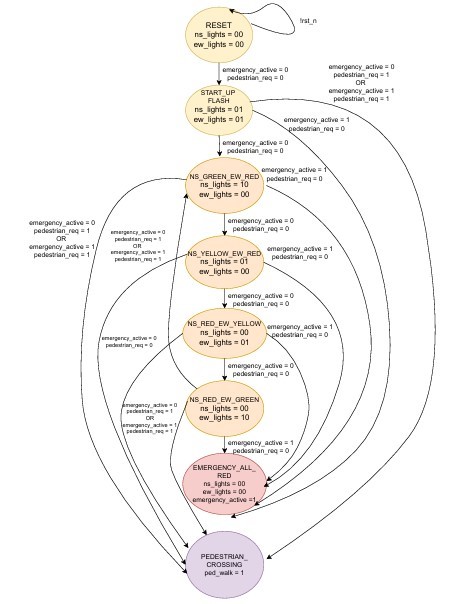 RESET
ns_lights = 00
ew_lights = 00
!rst_n
emergency_active = 0
pedestrian_req = 0
emergency_active = 0
pedestrian_req = 1
OR
emergency_active = 1
pedestrian_req = 1
START_UP
FLASH
ns_lights = 01
ew_lights = 01
emergency_active = 1
pedestrian_req = 0
emergency_active = 0
pedestrian_req = 0
NS_GREEN_EW_RED
ns_lights = 10
ew_lights = 00
emergency_active = 1
pedestrian_req = 0
emergency_active = 0
pedestrian_req = 1
OR
emergency_active = 1
pedestrian_req = 1
emergency_active = 0
pedestrian_req = 1
OR
emergency_active = 1
pedestrian_req = 1
emergency_active = 0
pedestrian_req = 0
NS_YELLOW_EW_RED
ns_lights = 01
ew_lights = 00
emergency_active = 1
pedestrian_req = 0
emergency_active = 0
pedestrian_req = 0
NS_RED_EW_YELLOW
ns_lights = 00
ew_lights = 01
emergency_active = 1
pedestrian_req = 0
emergency_active = 0
pedestrian_req = 0
emergency_active = 0
pedestrian_req = 0
NS_RED_EW_GREEN
ns_lights = 00
ew_lights = 10
emergency_active = 0
pedestrian_req = 1
OR
emergency_active = 1
pedestrian_req = 1
emergency_active = 1
pedestrian_req = 0
EMERGENCY_ALL_
RED
ns_lights = 00
ew_lights = 00
emergency_active =1
PEDESTRIAN_
CROSSING
ped_walk = 1